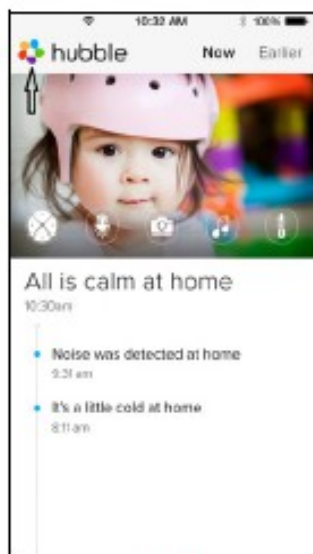 10:32 AM 100%
hubble Now Earlier
All is calm at home
10:30am
Noise was detected at home
9:31 am
It's a little cold at home
8:11 am